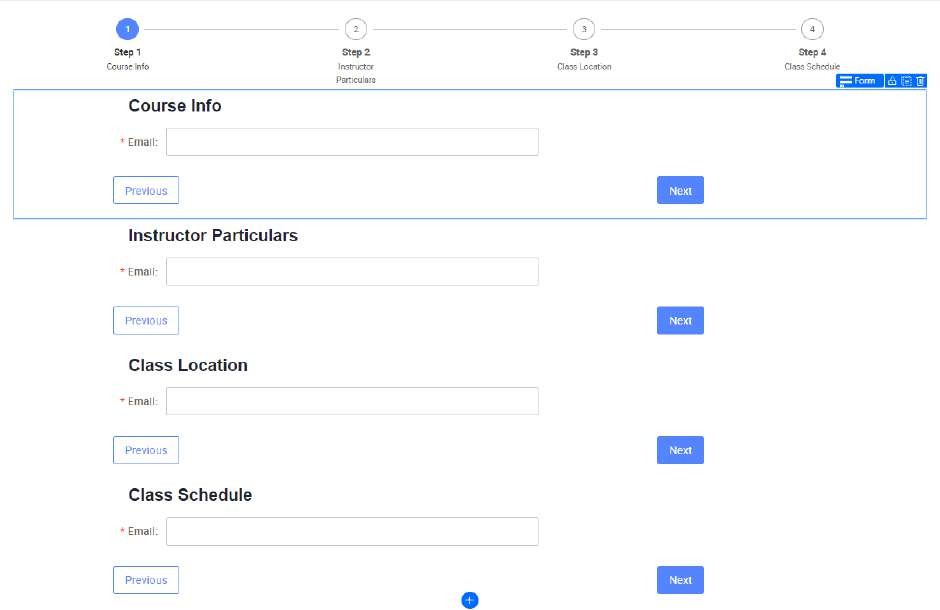 1 2 3 4
Step 1 Step 2 Step 3 Step 4
Course Info Instructor Class Location Class Schedule
Particulars
Form
Course Info
* Email:
Previous Next
Instructor Particulars
* Email:
Previous Next
Class Location
* Email:
Previous Next
Class Schedule
* Email:
Previous Next